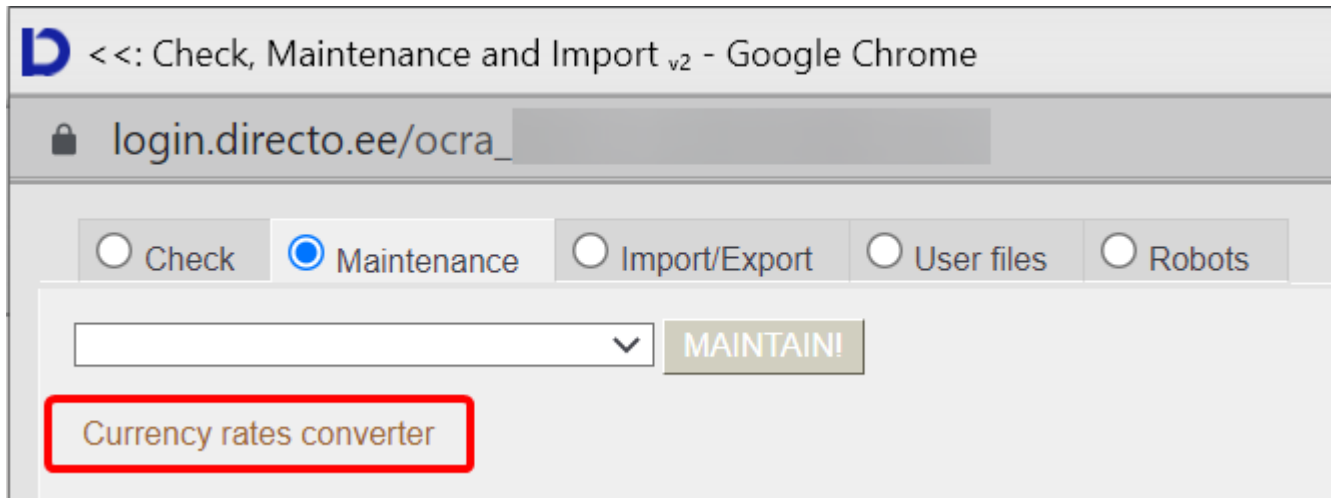 <<: Check, Maintenance and Import v2 - Google Chrome
login.directo.ee/ocra_
Check Maintenance Import/Export User files Robots
MAINTAIN!
Currency rates converter